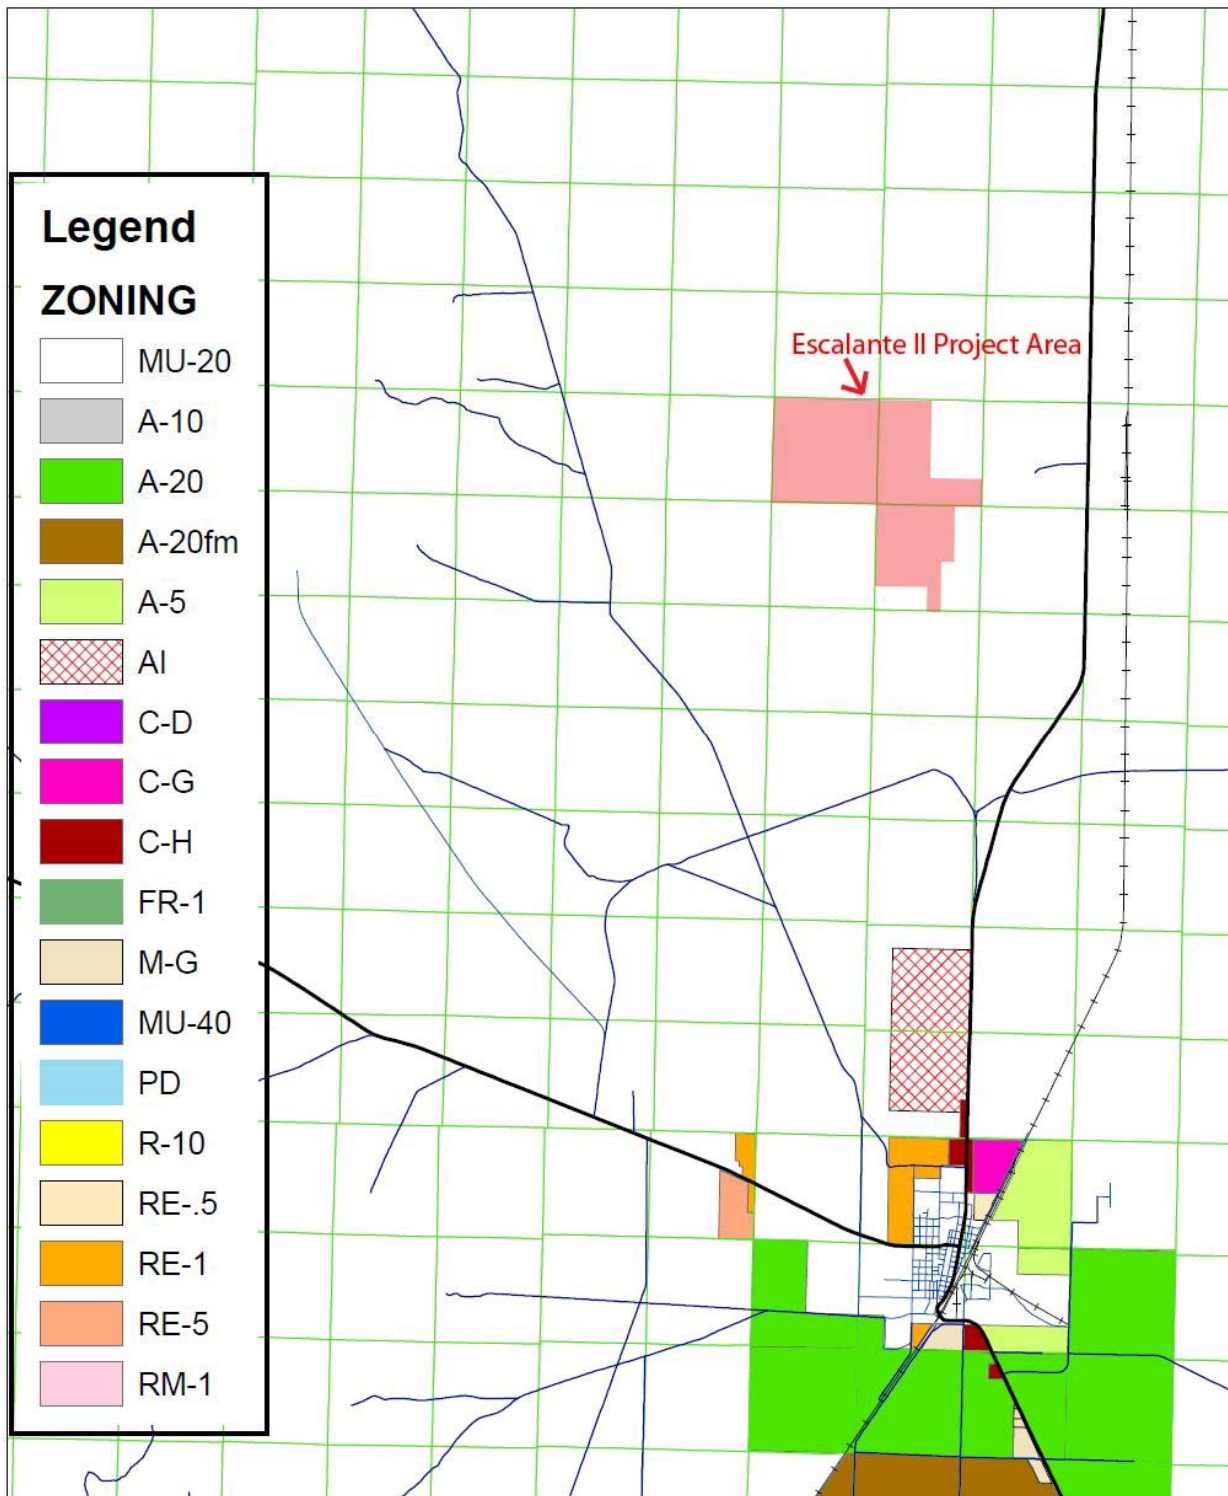 Legend
ZONING
MU-20
A-10
A-20
A-20fm
A-5
AI
C-D
C-G
C-H
FR-1
M-G
MU-40
PD
R-10
RE-.5
RE-1
RE-5
RM-1
Escalante II Project Area